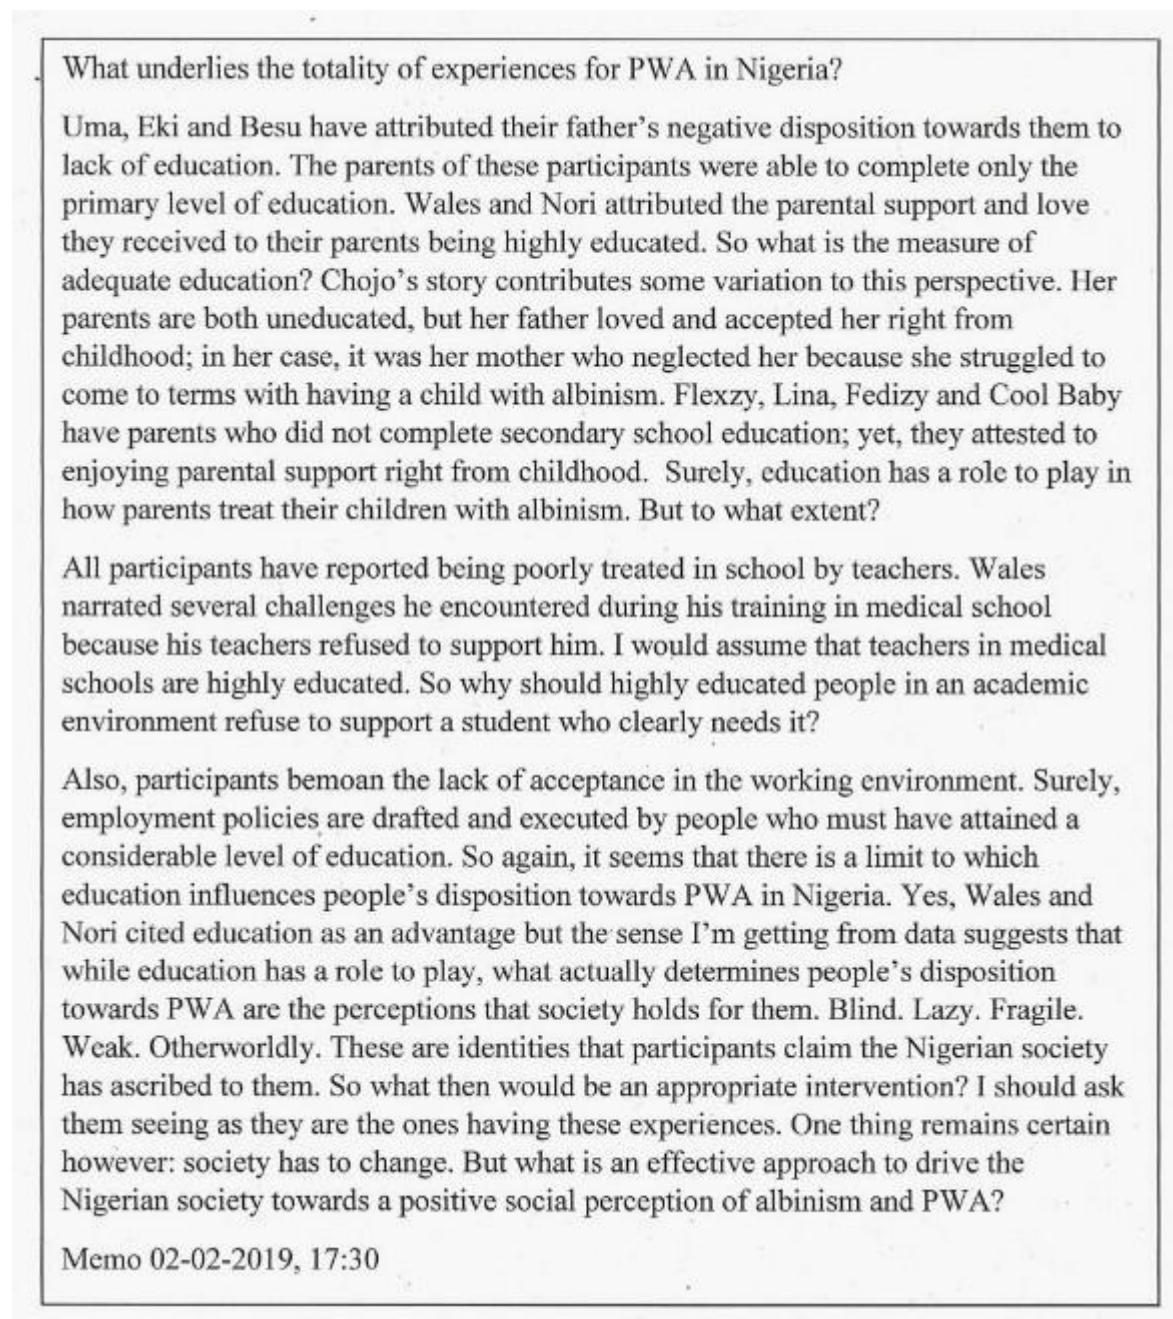 What underlies the totality of experiences for PWA in Nigeria?
Uma, Eki and Besu have attributed their father's negative disposition towards them to
lack of education. The parents of these participants were able to complete only the
primary level of education. Wales and Nori attributed the parental support and love
they received to their parents being highly educated. So what is the measure of
adequate education? Chojo's story contributes some variation to this perspective. Her
parents are both uneducated, but her father loved and accepted her right from
childhood; in her case, it was her mother who neglected her because she struggled to
come to terms with having a child with albinism. Flexzy, Lina, Fedizy and Cool Baby
have parents who did not complete secondary school education; yet, they attested to
enjoying parental support right from childhood.  Surely, education has a role to play in
how parents treat their children with albinism. But to what extent?
All participants have reported being poorly treated in school by teachers. Wales
narrated several challenges he encountered during his training in medical school
because his teachers refused to support him. I would assume that teachers in medical
schools are highly educated. So why should highly educated people in an academic
environment refuse to support a student who clearly needs it?
Also, participants bemoan the lack of acceptance in the working environment. Surely,
employment policies are drafted and executed by people who must have attained a
considerable level of education. So again, it seems that there is a limit to which
education influences people's disposition towards PWA in Nigeria. Yes, Wales and
Nori cited education as an advantage but the sense I'm getting from data suggests that
while education has a role to play, what actually determines people's disposition
towards PWA are the perceptions that society holds for them. Blind. Lazy. Fragile.
Weak. Otherworldly. These are identities that participants claim the Nigerian society
has ascribed to them. So what then would be an appropriate intervention? I should ask
them seeing as they are the ones having these experiences. One thing remains certain
however: society has to change. But what is an effective approach to drive the
Nigerian society towards a positive social perception of albinism and PWA?
Memo 02-02-2019, 17:30